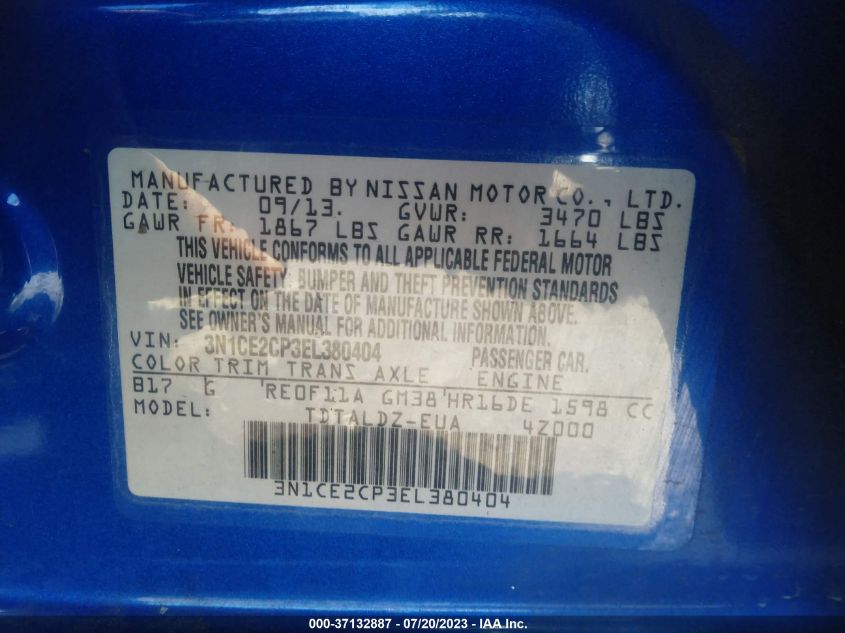 MANUFACTURED BY NISSAN MOTOR CO., LTD.
DATE: 09/13. GVWR: 3470 LBS
GAWR FR: 1867 LBS GAWR RR: 1664 LBS
THIS VEHICLE CONFORMS TO ALL APPLICABLE FEDERAL MOTOR
VEHICLE SAFETY, BUMPER AND THEFT PREVENTION STANDARDS
IN EFFECT ON THE DATE OF MANUFACTURE SHOWN ABOVE.
SEE OWNER'S MANUAL FOR ADDITIONAL INFORMATION.
VIN: 3N1CE2CP3EL380404 PASSENGER CAR.
COLOR TRIM TRANS AXLE ENGINE
B17 G RE0F11A GM38 HR16DE 1598 CC
MODEL: TDTALDZ-EUA 4Z000
3N1CE2CP3EL380404
000-37132887 - 07/20/2023 - IAAI.com